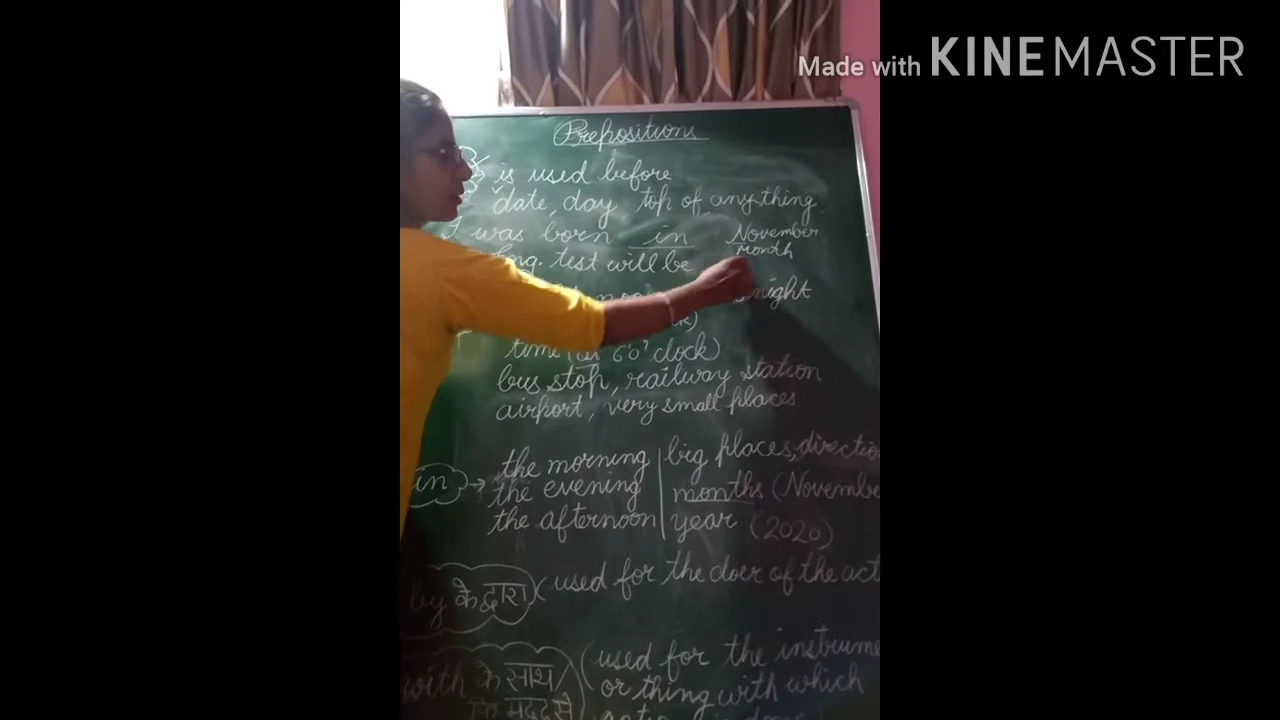 Made with KINEMASTER
Prepositions
is used before
date, day top of anything
I was born in November
month
Eng. test will be
night
time (at 6'0' clock)
bus stop, railway station
airport, very small places
in → the morning big places, directio
the evening months (Novembe
the afternoon year (2020)
by के द्वारा (used for the doer of the act
with के साथ/ (used for the instrume
कि मदद से or thing with which